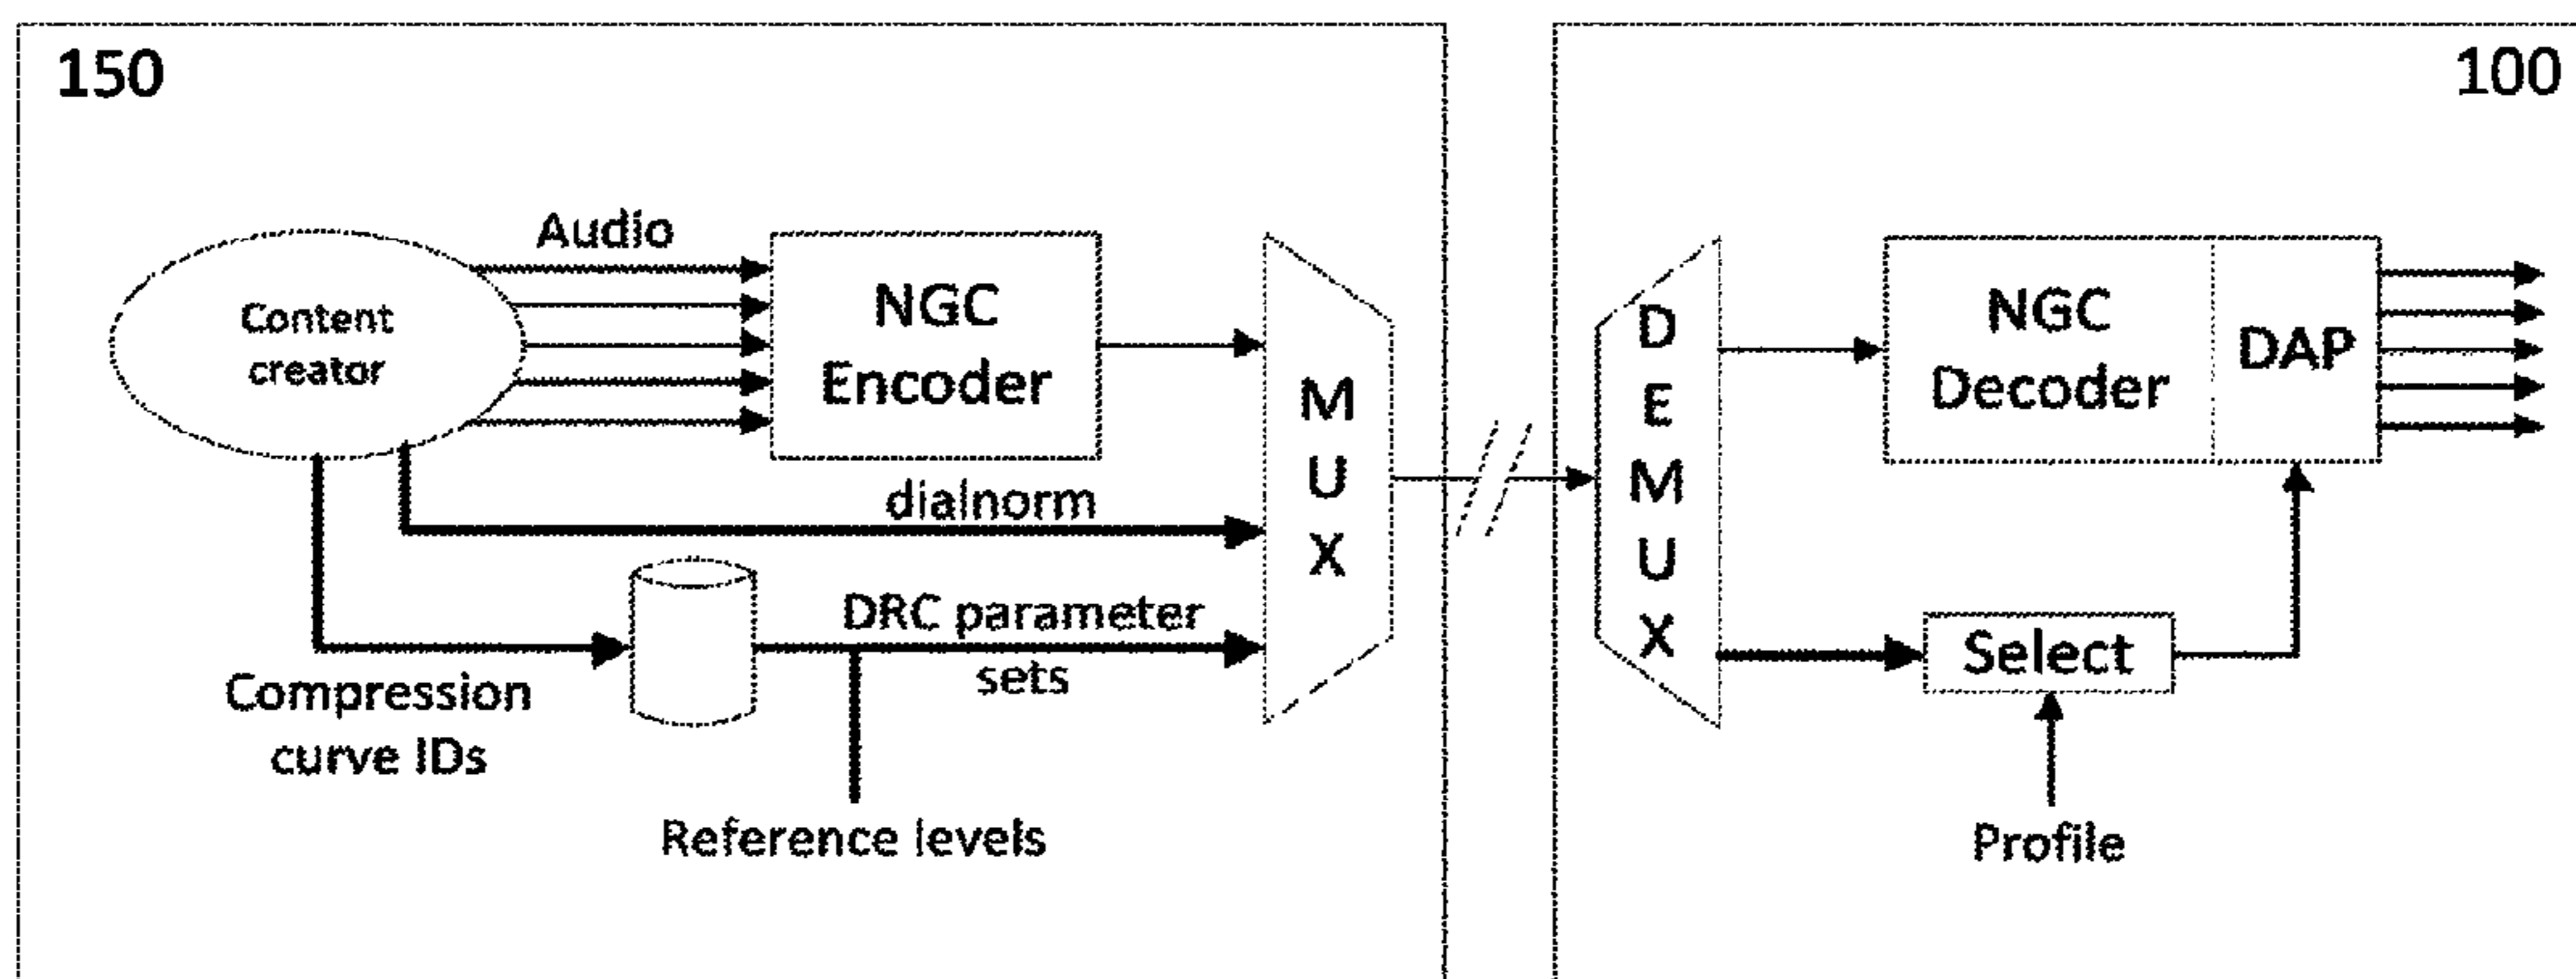 150
100
Audio
Content
creator
NGC
Encoder
M
U
X
dialnorm
DRC parameter
sets
Compression
curve IDs
Reference levels
D
E
M
U
X
NGC
Decoder
DAP
Select
Profile